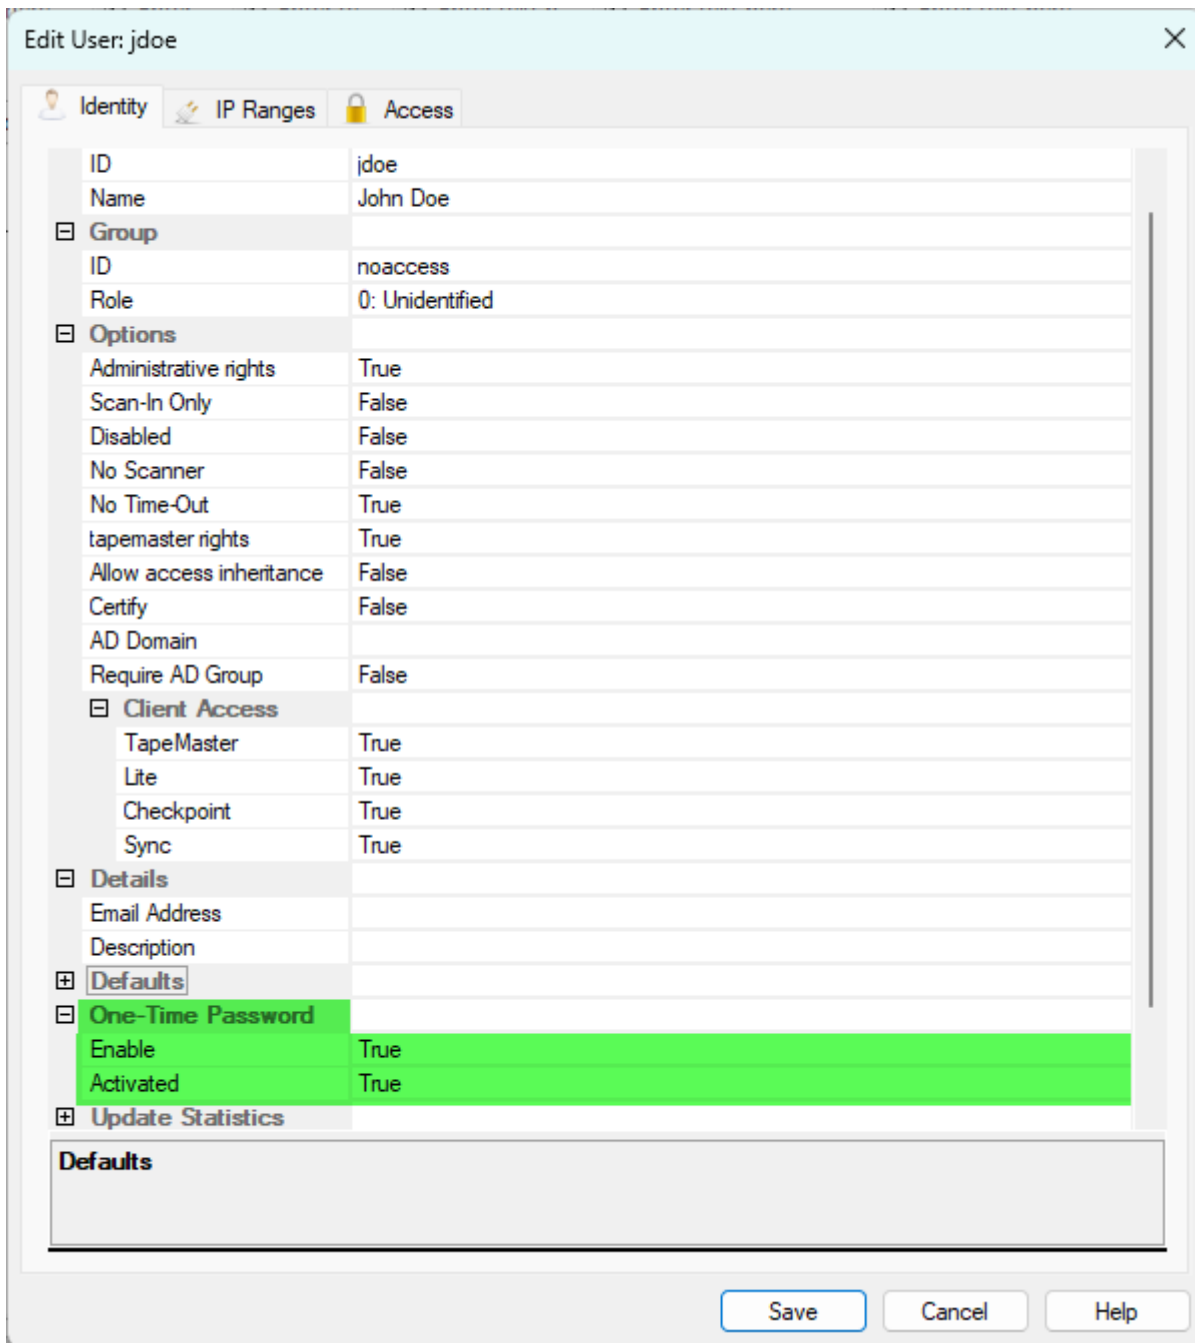 Edit User: jdoe
Identity IP Ranges Access
ID jdoe
Name John Doe
Group
ID noaccess
Role 0: Unidentified
Options
Administrative rights True
Scan-In Only False
Disabled False
No Scanner False
No Time-Out True
tapemaster rights True
Allow access inheritance False
Certify False
AD Domain
Require AD Group False
Client Access
TapeMaster True
Lite True
Checkpoint True
Sync True
Details
Email Address
Description
Defaults
One-Time Password
Enable True
Activated True
Update Statistics
Defaults
Save Cancel Help